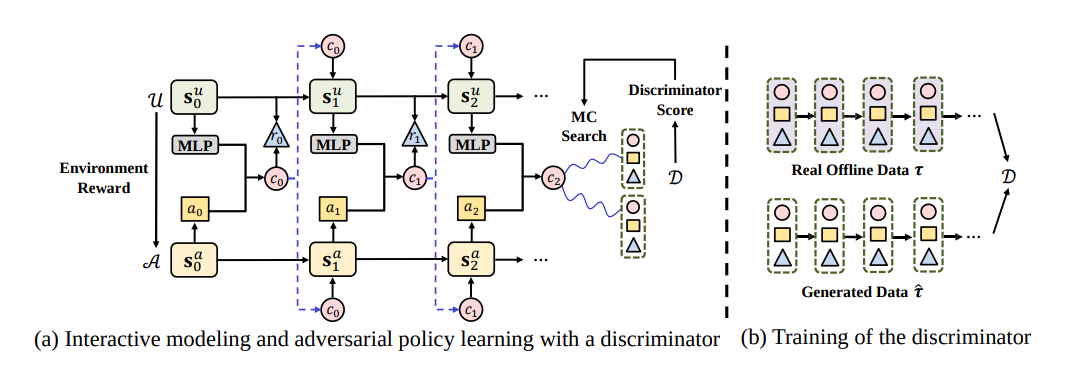 c₀
c₁
𝒰
s₀ᵘ
s₁ᵘ
s₂ᵘ
...
MLP
r₀
MLP
r₁
MLP
Environment
Reward
c₀
c₁
c₂
a₀
a₁
a₂
𝒜
s₀ᵃ
s₁ᵃ
s₂ᵃ
...
c₀
c₁
MC
Search
Discriminator
Score
𝒟
(a) Interactive modeling and adversarial policy learning with a discriminator
...
Real Offline Data τ
𝒟
...
Generated Data τ̂
(b) Training of the discriminator